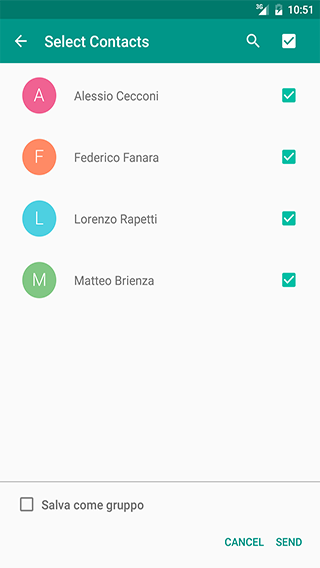 3G 10:51
Select Contacts
A Alessio Cecconi
F Federico Fanara
L Lorenzo Rapetti
M Matteo Brienza
Salva come gruppo
CANCEL SEND